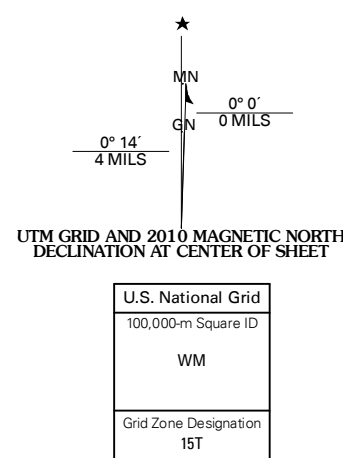 ★
MN
0° 0´
0 MILS
GN
0° 14´
4 MILS
UTM GRID AND 2010 MAGNETIC NORTH
DECLINATION AT CENTER OF SHEET
U.S. National Grid
100,000-m Square ID
WM
Grid Zone Designation
15T